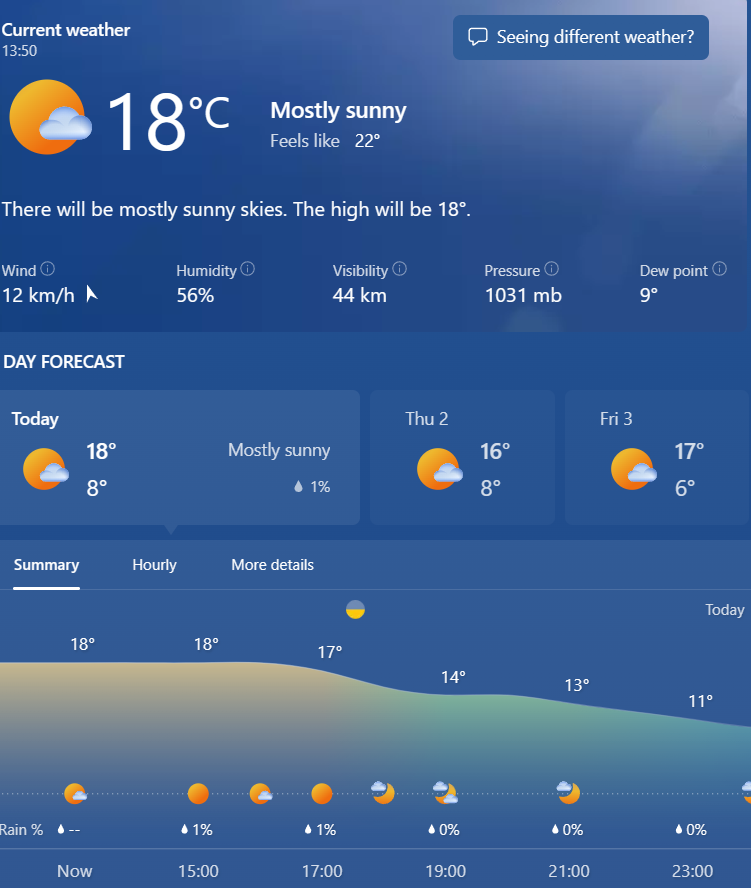 Current weather
13:50
Seeing different weather?
18°C
Mostly sunny
Feels like 22°
There will be mostly sunny skies. The high will be 18°.
Wind Humidity Visibility Pressure Dew point
12 km/h 56% 44 km 1031 mb 9°
DAY FORECAST
Today Thu 2 Fri 3
18° Mostly sunny 16° 17°
8° 1% 8° 6°
Summary Hourly More details
Today
18° 18° 17° 14° 13° 11°
Rain % -- 1% 1% 0% 0% 0%
Now 15:00 17:00 19:00 21:00 23:00